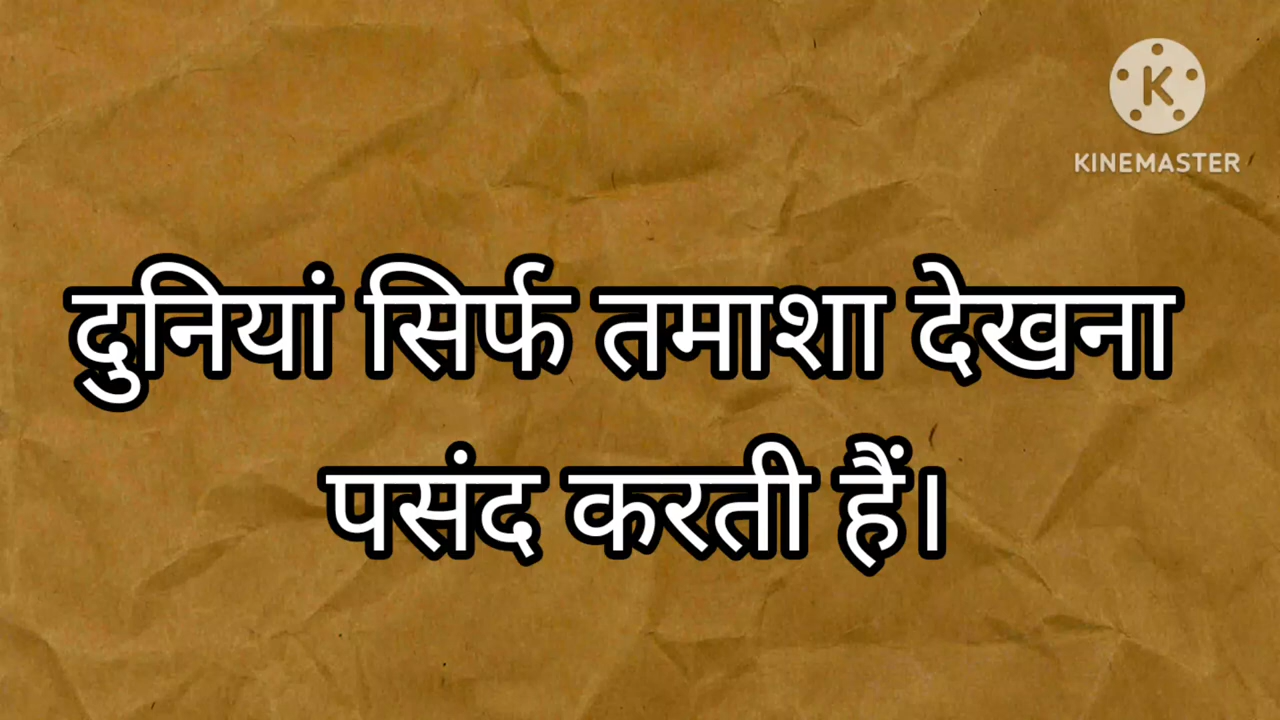 KINEMASTER
दुनियां सिर्फ तमाशा देखना
पसंद करती हैं।